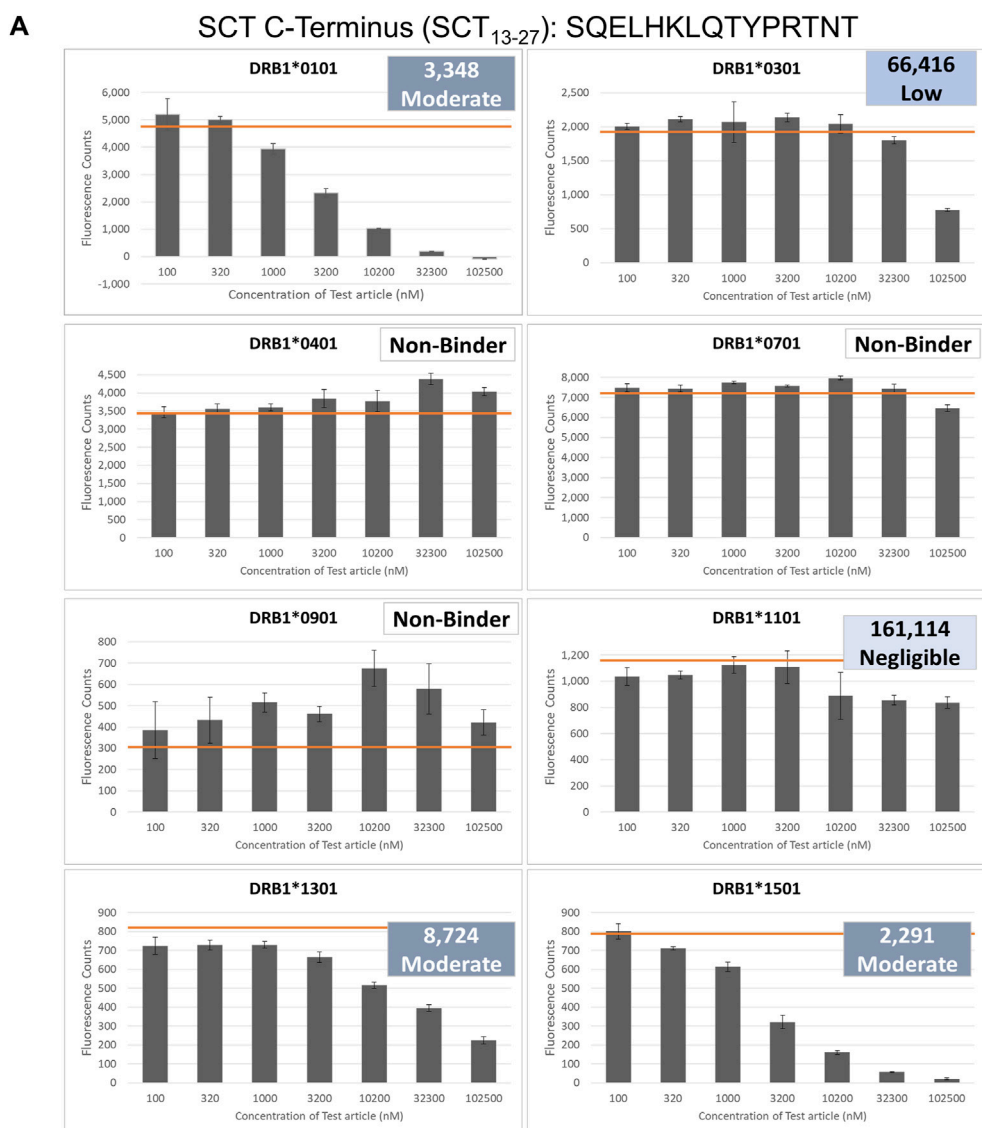 A
SCT C-Terminus (SCT13-27): SQELHKLQTYPRTNT
DRB1*0101
3,348
Moderate
6,000
5,000
4,000
3,000
2,000
1,000
0
-1,000
Fluorescence Counts
100 320 1000 3200 10200 32300 102500
Concentration of Test article (nM)
DRB1*0301
66,416
Low
2,500
2,000
1,500
1,000
500
0
Fluorescence Counts
100 320 1000 3200 10200 32300 102500
Concentration of Test article (nM)
DRB1*0401
Non-Binder
4,500
4,000
3,500
3,000
2,500
2,000
1,500
1,000
500
0
Fluorescence Counts
100 320 1000 3200 10200 32300 102500
Concentration of Test article (nM)
DRB1*0701
Non-Binder
8,000
7,000
6,000
5,000
4,000
3,000
2,000
1,000
0
Fluorescence Counts
100 320 1000 3200 10200 32300 102500
Concentration of Test article (nM)
DRB1*0901
Non-Binder
800
700
600
500
400
300
200
100
0
Fluorescence Counts
100 320 1000 3200 10200 32300 102500
Concentration of Test article (nM)
DRB1*1101
161,114
Negligible
1,200
1,000
800
600
400
200
0
Fluorescence Counts
100 320 1000 3200 10200 32300 102500
Concentration of Test article (nM)
DRB1*1301
8,724
Moderate
900
800
700
600
500
400
300
200
100
0
Fluorescence Counts
100 320 1000 3200 10200 32300 102500
Concentration of Test article (nM)
DRB1*1501
2,291
Moderate
900
800
700
600
500
400
300
200
100
0
Fluorescence Counts
100 320 1000 3200 10200 32300 102500
Concentration of Test article (nM)